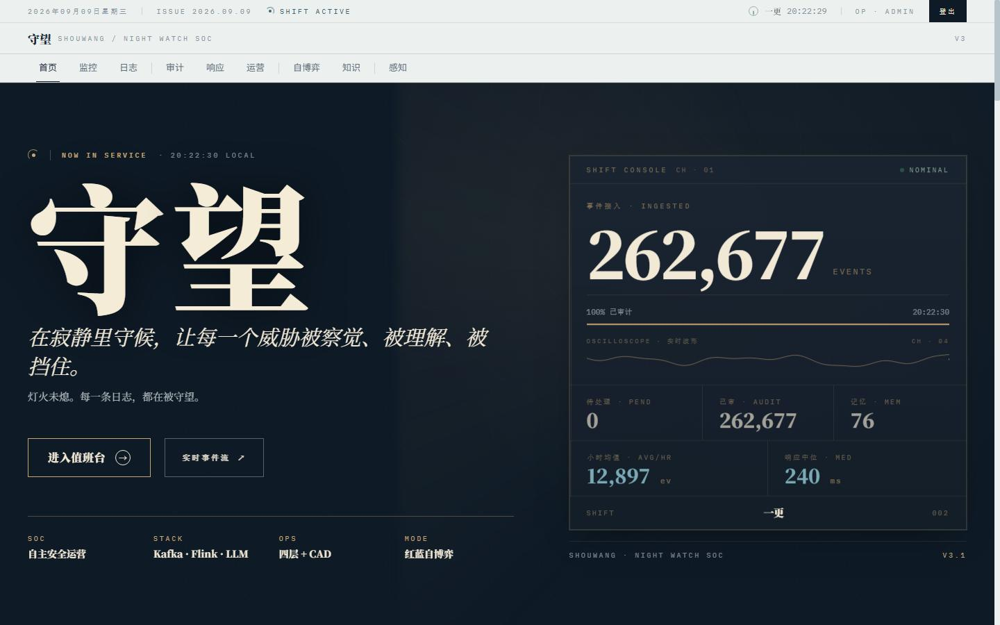 2026年09月09日星期三
ISSUE 2026.09.09
SHIFT ACTIVE
一更 20:22:29
OP · ADMIN
登出
守望 SHOUWANG / NIGHT WATCH SOC
V3
首页 监控 日志 审计 响应 运营 自博弈 知识 感知
NOW IN SERVICE · 20:22:30 LOCAL
守望
在寂静里守候，让每一个威胁被察觉、被理解、被
挡住。
灯火未熄。每一条日志，都在被守望。
进入值班台 →
实时事件流 ↗
SOC
自主安全运营
STACK
Kafka · Flink · LLM
OPS
四层 + CAD
MODE
红蓝自博弈
SHIFT CONSOLE CH · 01
NOMINAL
事件接入 · INGESTED
262,677 EVENTS
100% 已审计
20:22:30
OSCILLOSCOPE · 实时波形
CH · 04
待处理 · PEND
0
已审 · AUDIT
262,677
记忆 · MEM
76
小时均值 · AVG/HR
12,897 ev
响应中位 · MED
240 ms
SHIFT
一更
002
SHOUWANG · NIGHT WATCH SOC
V3.1